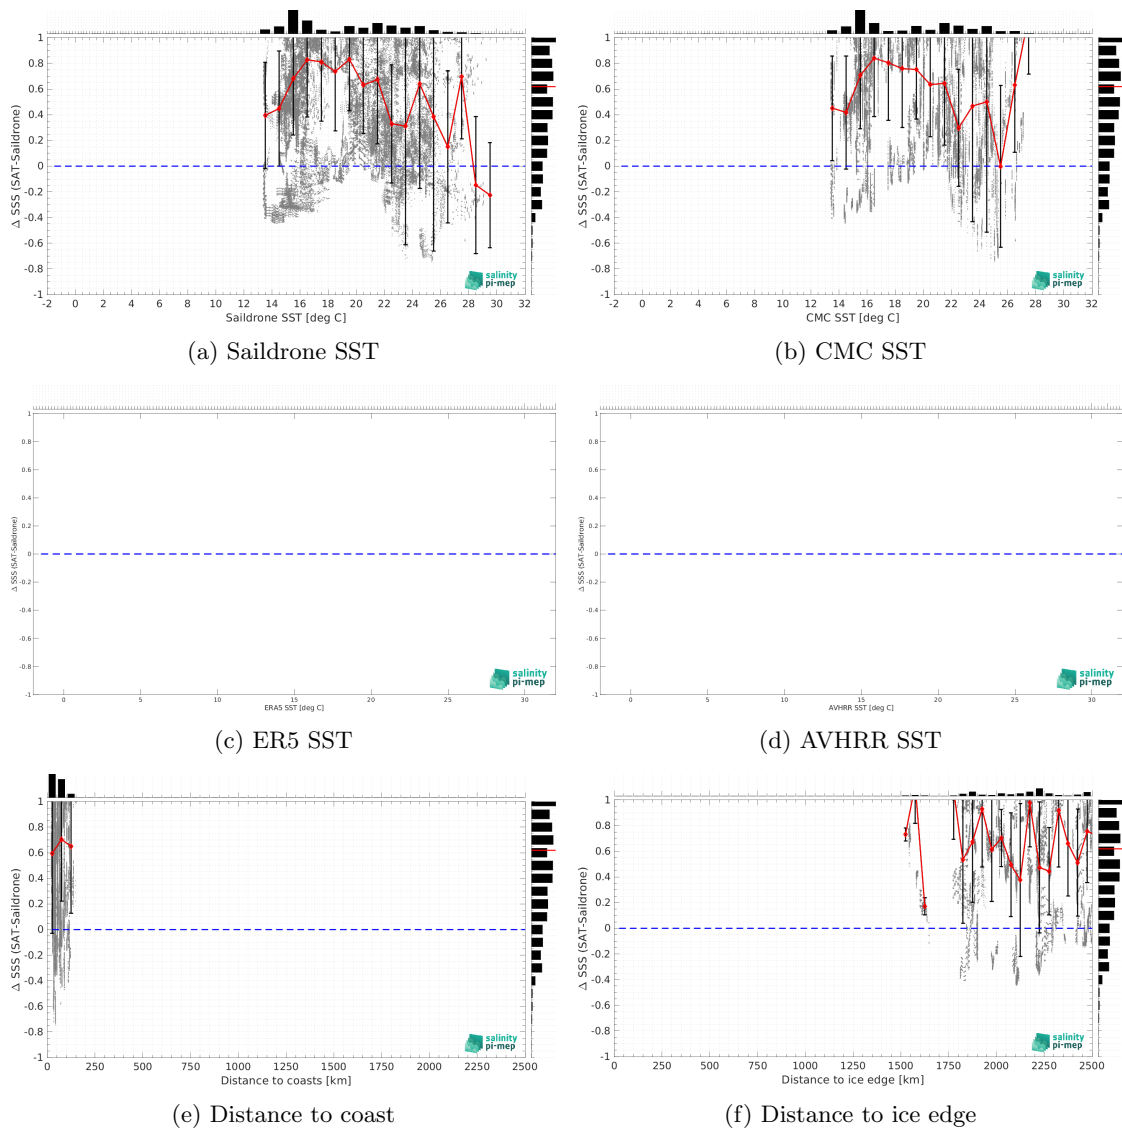 1
0.8
0.6
0.4
0.2
0
-0.2
-0.4
-0.6
-0.8
-1
Δ SSS (SAT-Saildrone)
salinity
pi-mep
-2 0 2 4 6 8 10 12 14 16 18 20 22 24 26 28 30 32
Saildrone SST [deg C]
(a) Saildrone SST
1
0.8
0.6
0.4
0.2
0
-0.2
-0.4
-0.6
-0.8
-1
Δ SSS (SAT-Saildrone)
salinity
pi-mep
-2 0 2 4 6 8 10 12 14 16 18 20 22 24 26 28 30 32
CMC SST [deg C]
(b) CMC SST
1
0.8
0.6
0.4
0.2
0
-0.2
-0.4
-0.6
-0.8
-1
Δ SSS (SAT-Saildrone)
salinity
pi-mep
0 5 10 15 20 25 30
ERA5 SST [deg C]
(c) ER5 SST
1
0.8
0.6
0.4
0.2
0
-0.2
-0.4
-0.6
-0.8
-1
Δ SSS (SAT-Saildrone)
salinity
pi-mep
0 5 10 15 20 25 30
AVHRR SST [deg C]
(d) AVHRR SST
1
0.8
0.6
0.4
0.2
0
-0.2
-0.4
-0.6
-0.8
-1
Δ SSS (SAT-Saildrone)
salinity
pi-mep
0 250 500 750 1000 1250 1500 1750 2000 2250 2500
Distance to coasts [km]
(e) Distance to coast
1
0.8
0.6
0.4
0.2
0
-0.2
-0.4
-0.6
-0.8
-1
Δ SSS (SAT-Saildrone)
salinity
pi-mep
0 250 500 750 1000 1250 1500 1750 2000 2250 2500
Distance to ice edge [km]
(f) Distance to ice edge